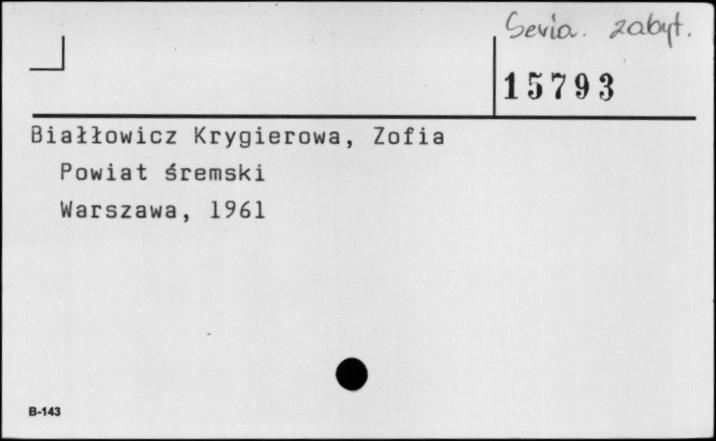 Seria. zabyt.
15793
Białłowicz Krygierowa, Zofia
Powiat śremski
Warszawa, 1961
B-143